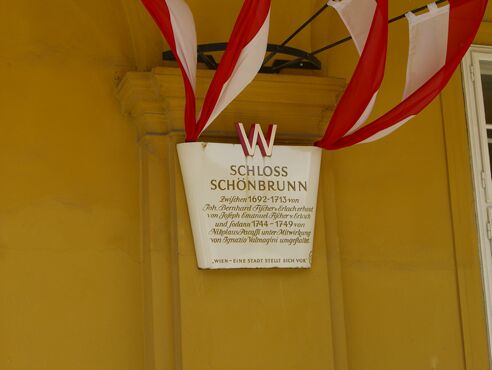 W
SCHLOSS
SCHÖNBRUNN
Zwischen 1692-1713 von
Joh. Bernhard Fischer v. Erlach erbaut
von Joseph Emanuel Fischer v. Erlach
und sodann 1744-1749 von
Nikolaus Pacassi unter Mitwirkung
von Ignazio Valmagini umgestaltet
„WIEN - EINE STADT STELLT SICH VOR"